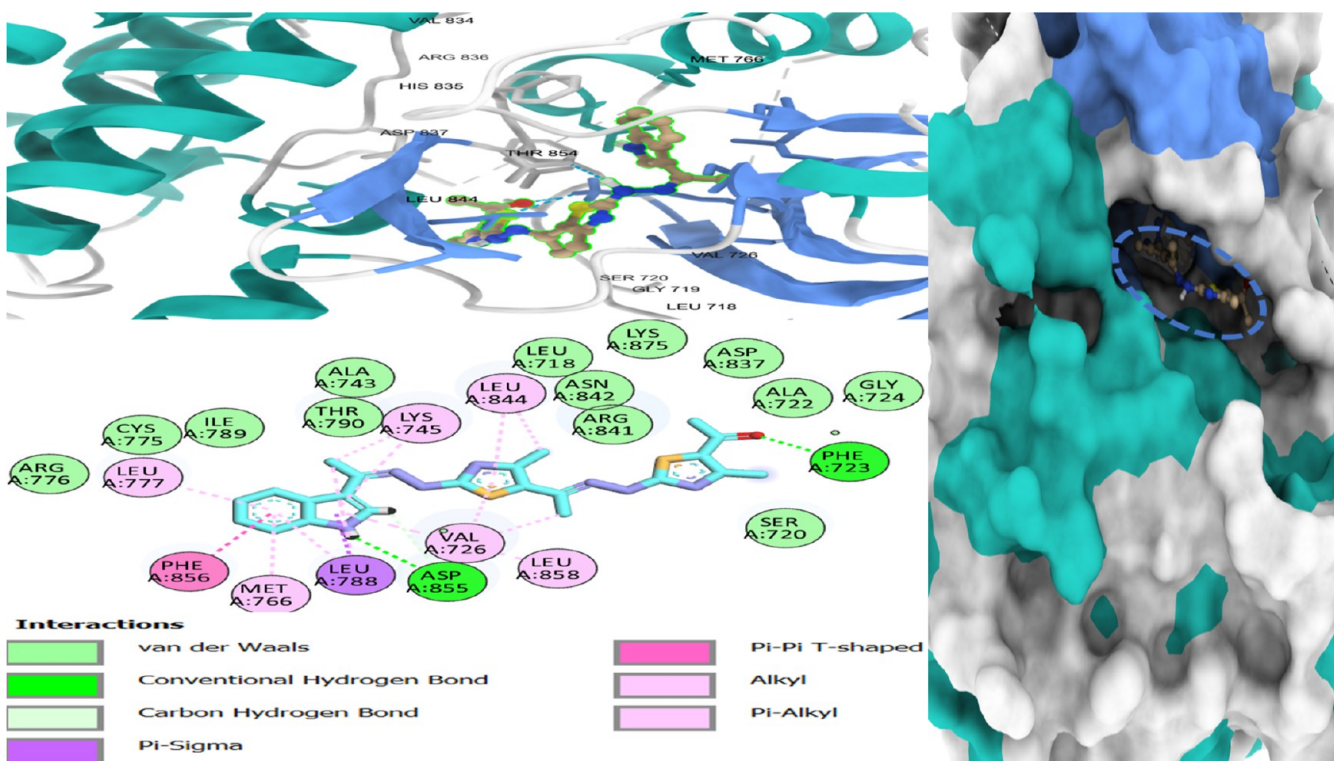 VAL 834
ARG 836
MET 766
HIS 835
ASP 837
THR 854
LEU 844
VAL 726
SER 720
GLY 719
LEU 718
LYS
A:875
LEU
A:718
ASP
A:837
ALA
A:743
LEU
A:844
ASN
A:842
ALA
A:722
GLY
A:724
THR
A:790
LYS
A:745
ARG
A:841
CYS
A:775
ILE
A:789
PHE
A:723
ARG
A:776
LEU
A:777
SER
A:720
VAL
A:726
PHE
A:856
LEU
A:788
ASP
A:855
LEU
A:858
MET
A:766
Interactions
van der Waals
Conventional Hydrogen Bond
Carbon Hydrogen Bond
Pi-Sigma
Pi-Pi T-shaped
Alkyl
Pi-Alkyl